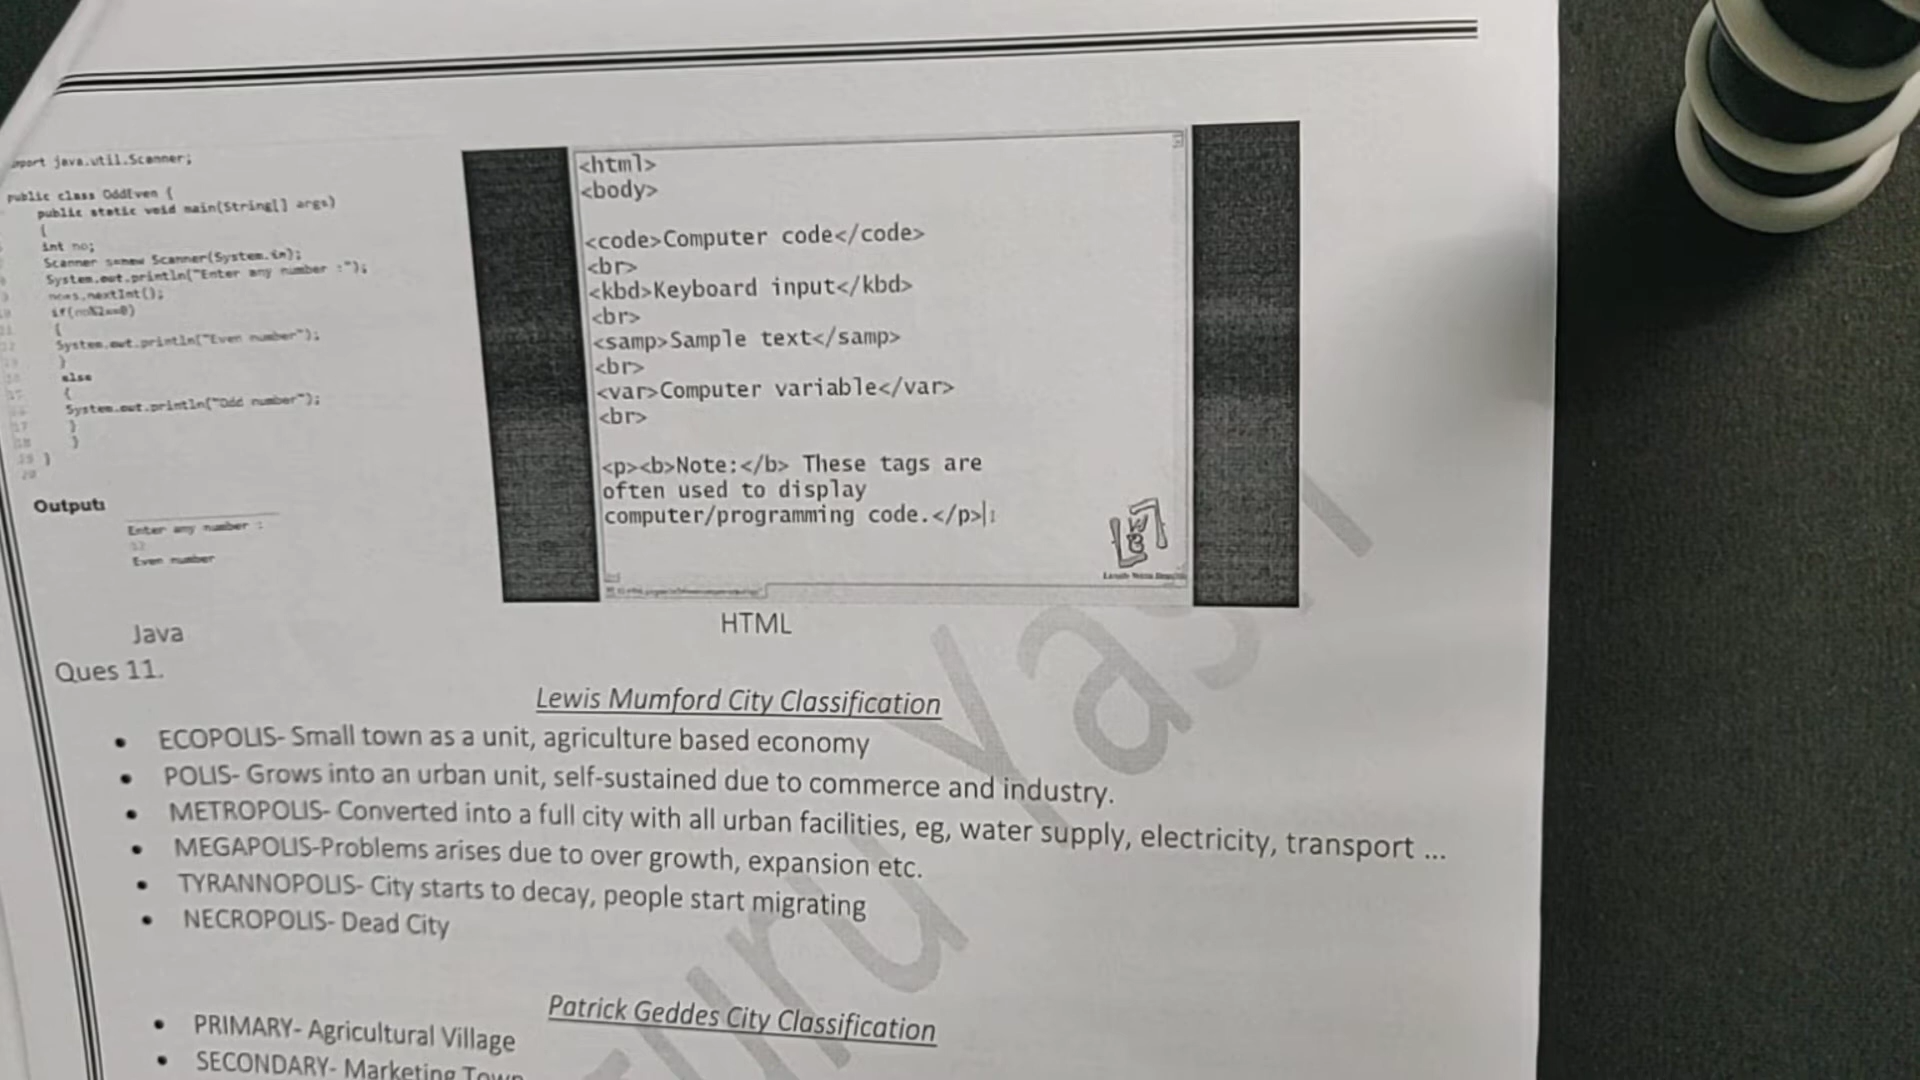 import java.util.Scanner;
public class OddEven {
public static void main(String[] args)
{
int no;
Scanner s=new Scanner(System.in);
System.out.println("Enter any number :");
no=s.nextInt();
if(no%2==0)
{
System.out.println("Even number");
}
else
{
System.out.println("Odd number");
}
}
}
Output:
Enter any number :
12
Even number
Java
<html>
<body>
<code>Computer code</code>
<br>
<kbd>Keyboard input</kbd>
<br>
<samp>Sample text</samp>
<br>
<var>Computer variable</var>
<br>
<p><b>Note:</b> These tags are
often used to display
computer/programming code.</p>
HTML
Ques 11.
Lewis Mumford City Classification
• ECOPOLIS- Small town as a unit, agriculture based economy
• POLIS- Grows into an urban unit, self-sustained due to commerce and industry.
• METROPOLIS- Converted into a full city with all urban facilities, eg, water supply, electricity, transport ...
• MEGAPOLIS-Problems arises due to over growth, expansion etc.
• TYRANNOPOLIS- City starts to decay, people start migrating
• NECROPOLIS- Dead City
Patrick Geddes City Classification
• PRIMARY- Agricultural Village
• SECONDARY- Marketing Town